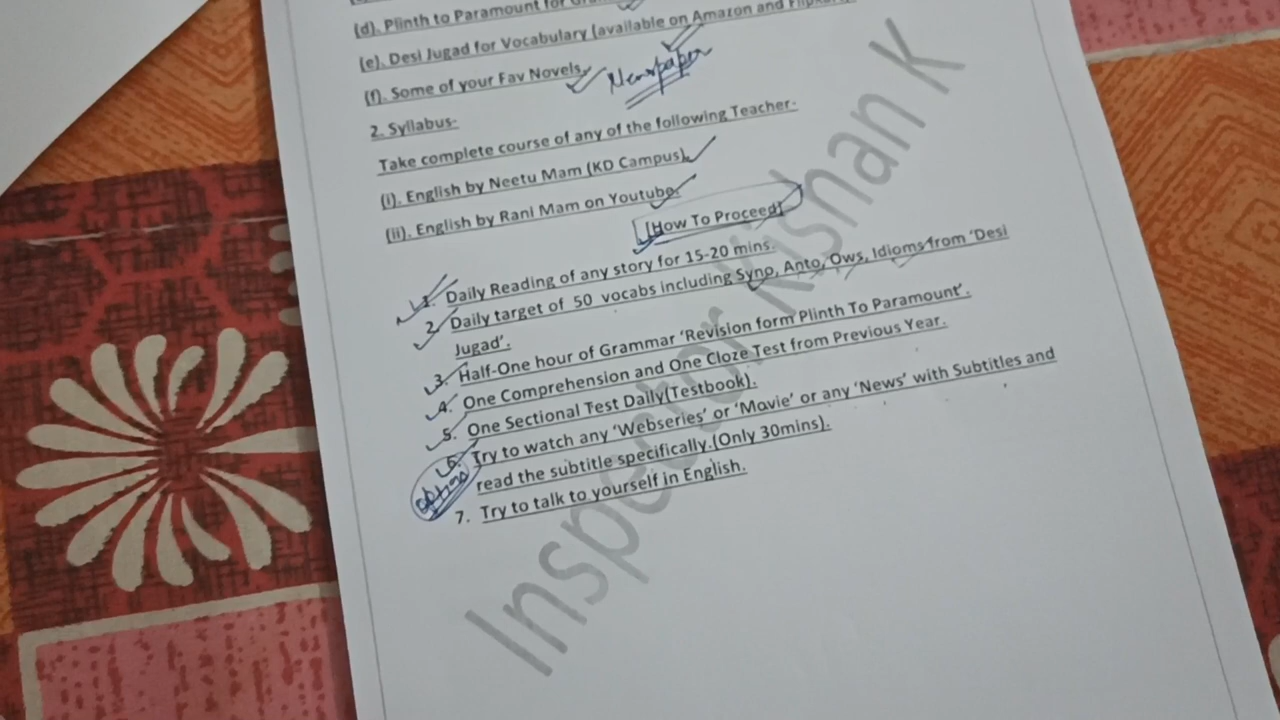 (d). Plinth to Paramount for
(e). Desi Jugad for Vocabulary (available on Amazon and Flipkart
(f). Some of your Fav Novels. Newspaper
2. Syllabus-
Take complete course of any of the following Teacher-
(i). English by Neetu Mam (KD Campus).
(ii). English by Rani Mam on Youtube.
[How To Proceed]
1. Daily Reading of any story for 15-20 mins.
2. Daily target of 50 vocabs including Syno, Anto, Ows, Idioms from 'Desi
Jugad'.
3. Half-One hour of Grammar 'Revision form Plinth To Paramount'.
4. One Comprehension and One Cloze Test from Previous Year.
5. One Sectional Test Daily(Testbook).
6. Try to watch any 'Webseries' or 'Movie' or any 'News' with Subtitles and
read the subtitle specifically.(Only 30mins).
7. Try to talk to yourself in English.
Inspector Kishan K